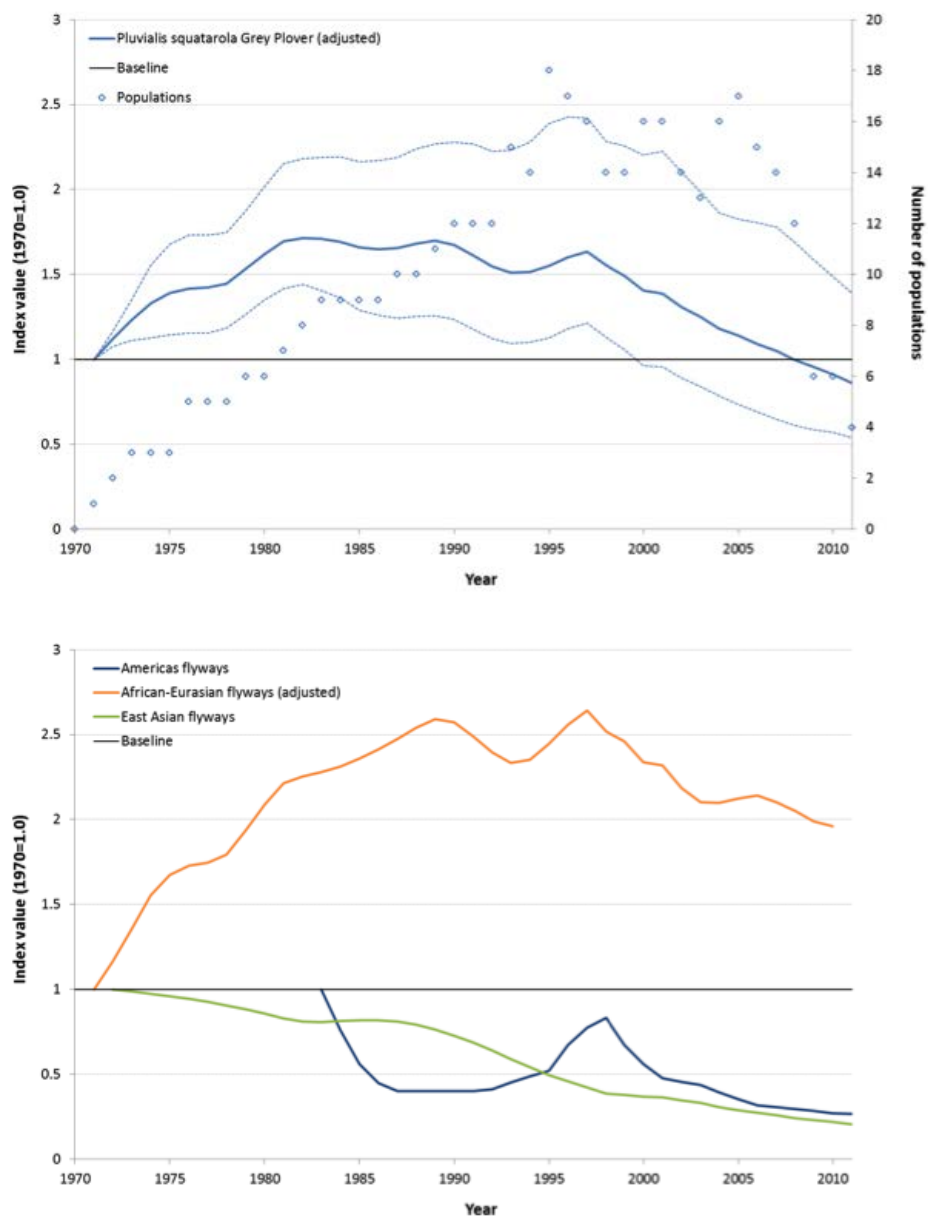 3
2.5
2
1.5
1
0.5
0
Index value (1970=1.0)
Pluvialis squatarola Grey Plover (adjusted)
Baseline
Populations
20
18
16
14
12
10
8
6
4
2
0
Number of populations
1970 1975 1980 1985 1990 1995 2000 2005 2010
Year
3
2.5
2
1.5
1
0.5
0
Index value (1970=1.0)
Americas flyways
African-Eurasian flyways (adjusted)
East Asian flyways
Baseline
1970 1975 1980 1985 1990 1995 2000 2005 2010
Year